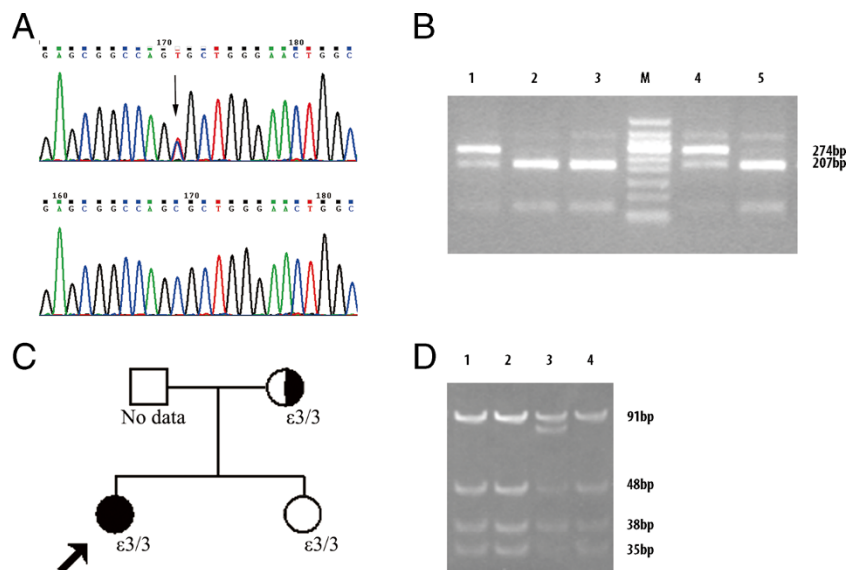 A
170 180
G A G C G G C C A G T G C T G G G A A C T G G C
160 170 180
G A G C G G C C A G C G C T G G G A A C T G G C
B
1 2 3 M 4 5
274bp
207bp
C
No data
ε3/3
ε3/3
ε3/3
D
1 2 3 4
91bp
48bp
38bp
35bp